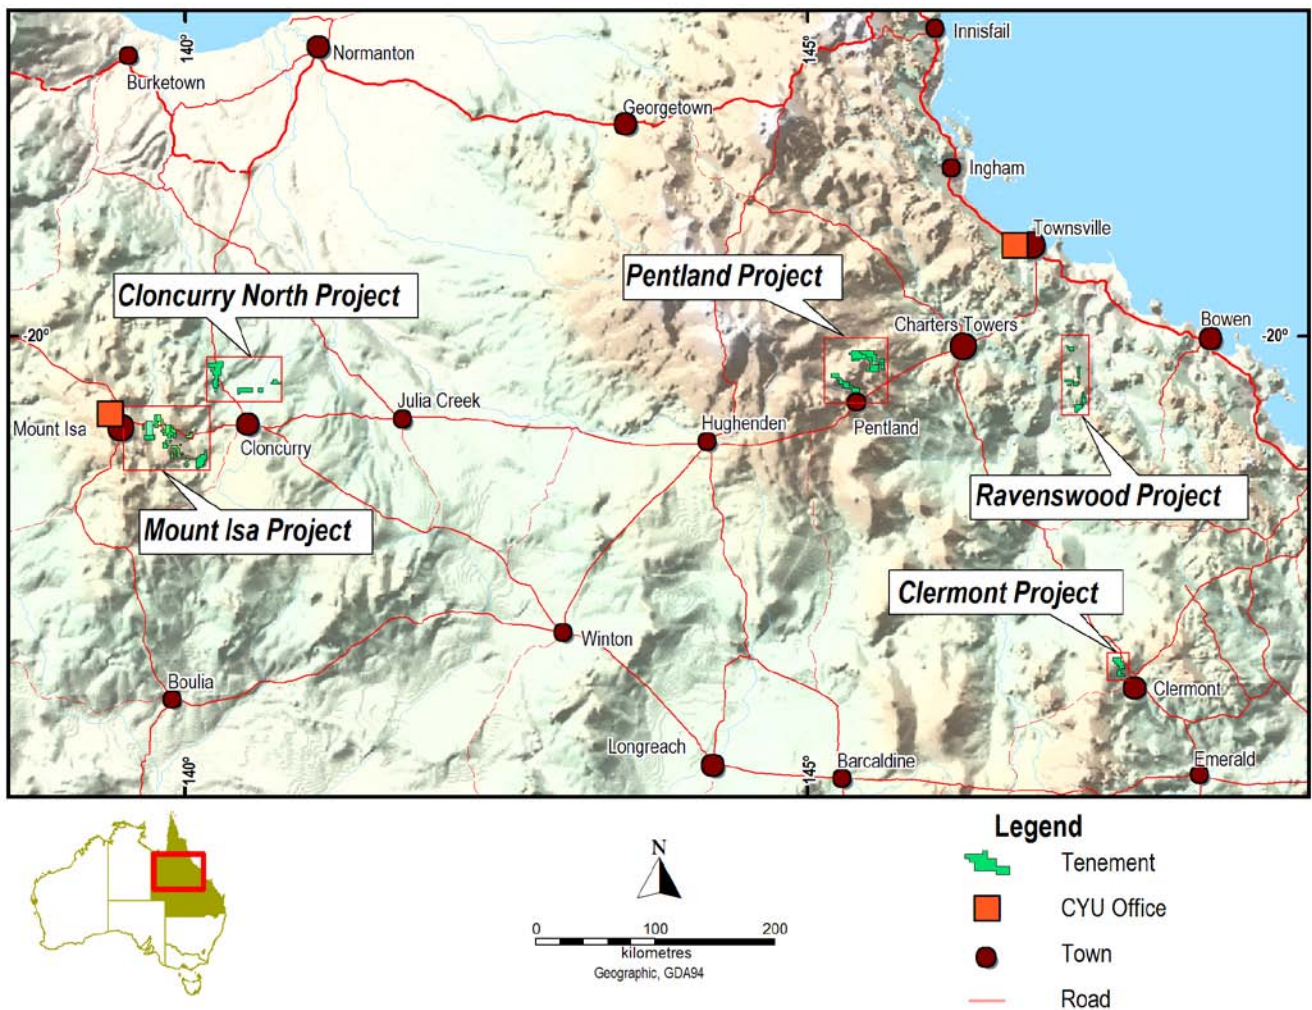 140°
145°
Innisfail
Normanton
Burketown
Georgetown
Ingham
Townsville
Cloncurry North Project
Pentland Project
-20°
Charters Towers
Bowen
-20°
Julia Creek
Mount Isa
Cloncurry
Hughenden
Pentland
Ravenswood Project
Mount Isa Project
Clermont Project
Winton
Boulia
Clermont
Longreach
Barcaldine
Emerald
140°
145°
Legend
N
Tenement
CYU Office
0 100 200
kilometres
Geographic, GDA94
Town
Road